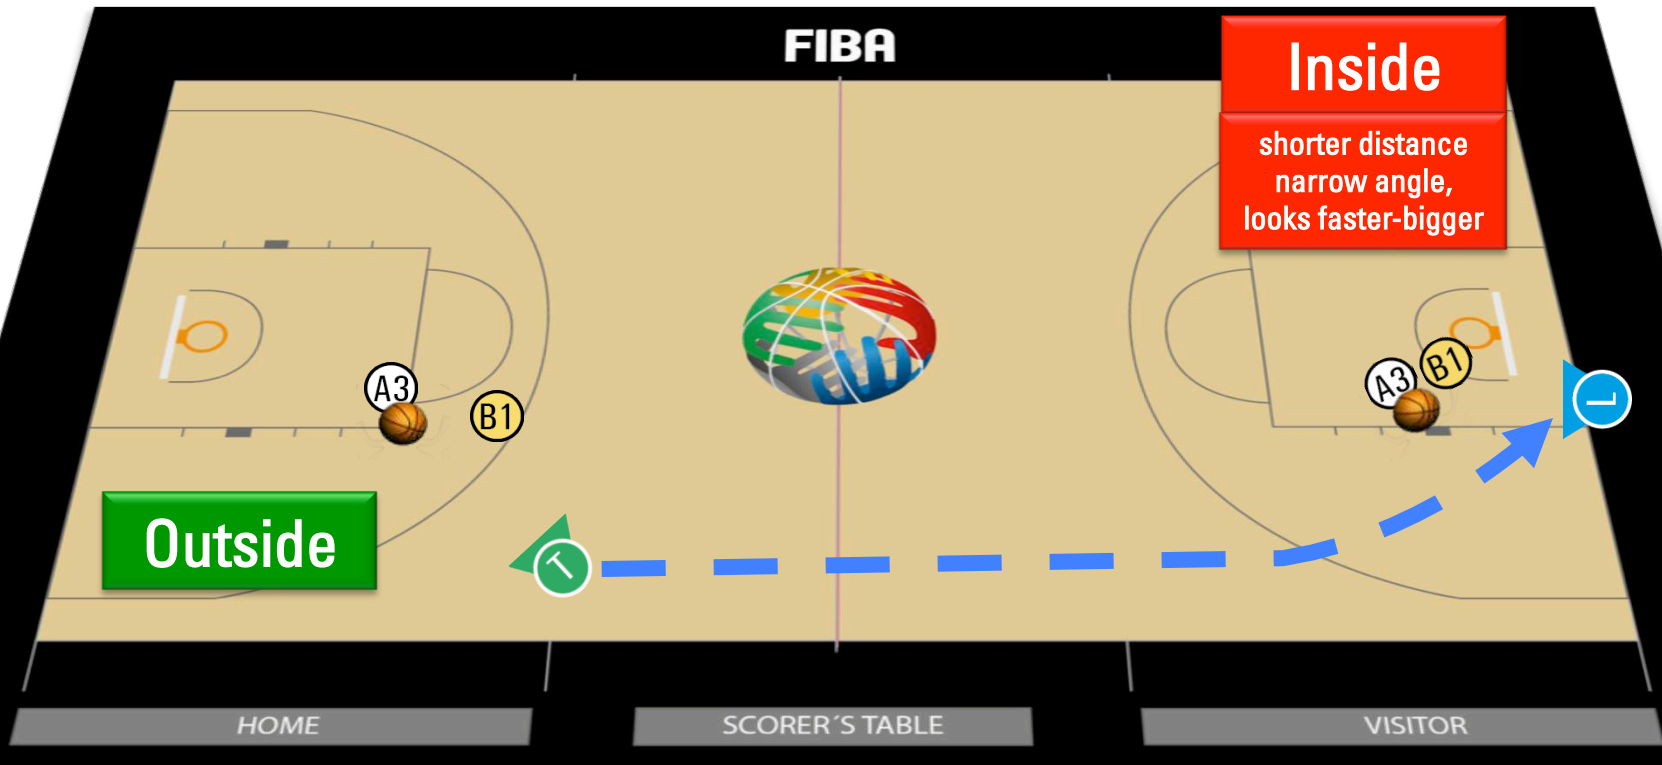 FIBA
Inside
shorter distance
narrow angle,
looks faster-bigger
A3
B1
A3
B1
L
Outside
T
HOME
SCORER´S TABLE
VISITOR